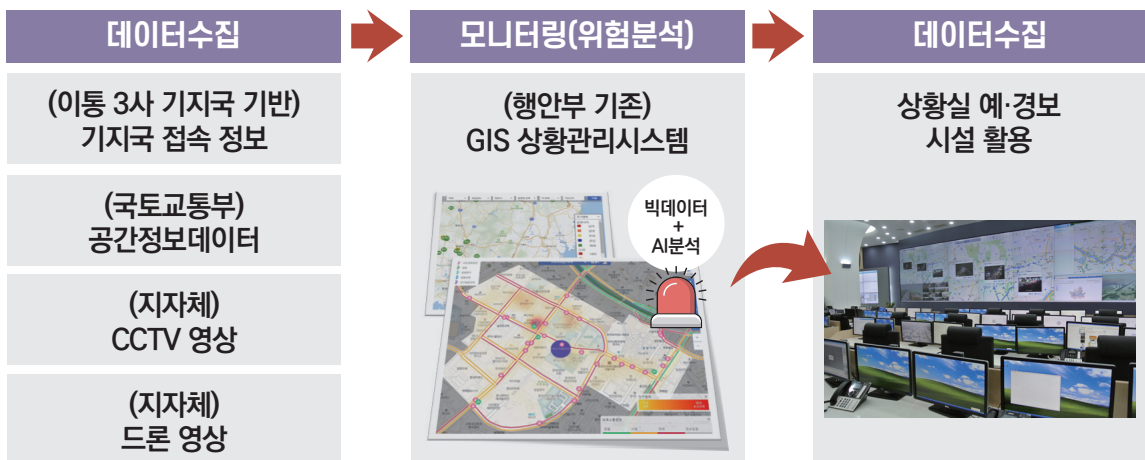 데이터수집
(이통 3사 기지국 기반)
기지국 접속 정보
(국토교통부)
공간정보데이터
(지자체)
CCTV 영상
(지자체)
드론 영상
모니터링(위험분석)
(행안부 기존)
GIS 상황관리시스템
빅데이터
+
AI분석
데이터수집
상황실 예·경보
시설 활용